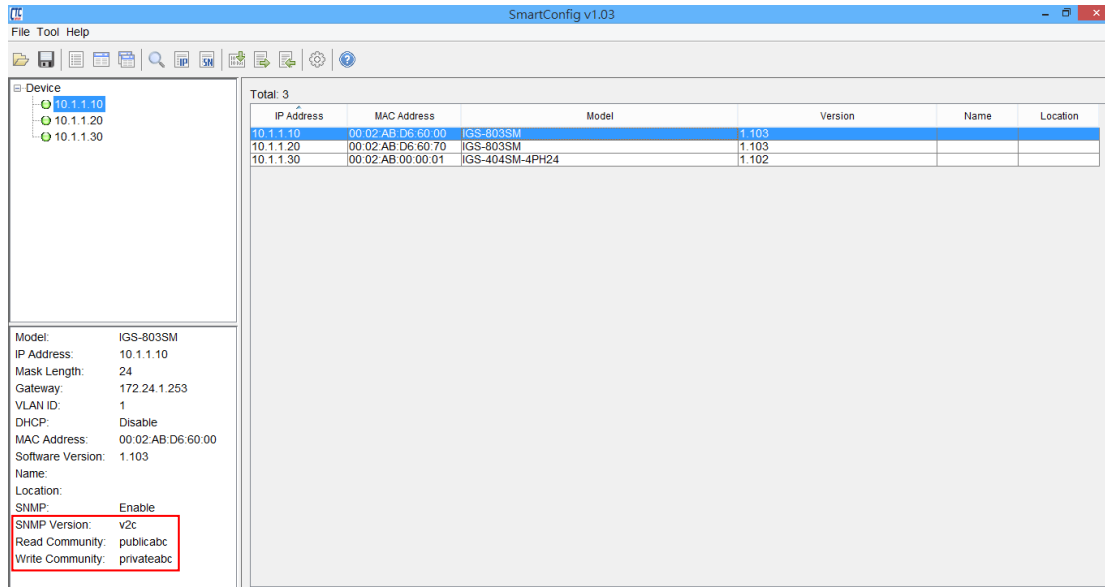 CTC
SmartConfig v1.03
File Tool Help
IP SN
Device
10.1.1.10
10.1.1.20
10.1.1.30
Total: 3
IP Address MAC Address Model Version Name Location
10.1.1.10 00:02:AB:D6:60:00 IGS-803SM 1.103
10.1.1.20 00:02:AB:D6:60:70 IGS-803SM 1.103
10.1.1.30 00:02:AB:00:00:01 IGS-404SM-4PH24 1.102
Model: IGS-803SM
IP Address: 10.1.1.10
Mask Length: 24
Gateway: 172.24.1.253
VLAN ID: 1
DHCP: Disable
MAC Address: 00:02:AB:D6:60:00
Software Version: 1.103
Name:
Location:
SNMP: Enable
SNMP Version: v2c
Read Community: publicabc
Write Community: privateabc